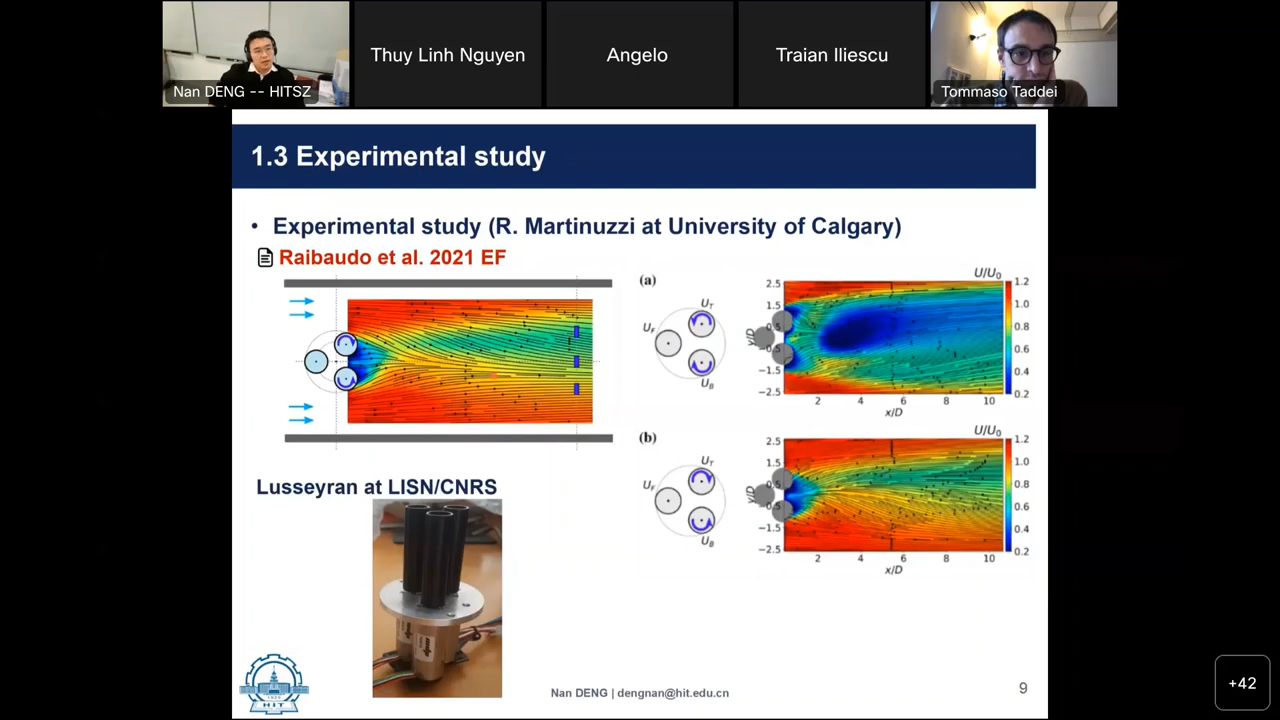 Nan DENG -- HITSZ
Thuy Linh Nguyen
Angelo
Traian Iliescu
Tommaso Taddei
1.3 Experimental study
• Experimental study (R. Martinuzzi at University of Calgary)
Raibaudo et al. 2021 EF
(a)
U_T
U_F
U_B
U/U₀
2.5
1.5
0.5
−0.5
−1.5
−2.5
y/D
2 4 6 8 10
x/D
1.2
1.0
0.8
0.6
0.4
0.2
(b)
U_T
U_F
U_B
U/U₀
2.5
1.5
0.5
−1.5
−2.5
y/D
2 4 6 8 10
x/D
1.2
1.0
0.8
0.6
0.4
0.2
Lusseyran at LISN/CNRS
HIT
Nan DENG | dengnan@hit.edu.cn
9
+42